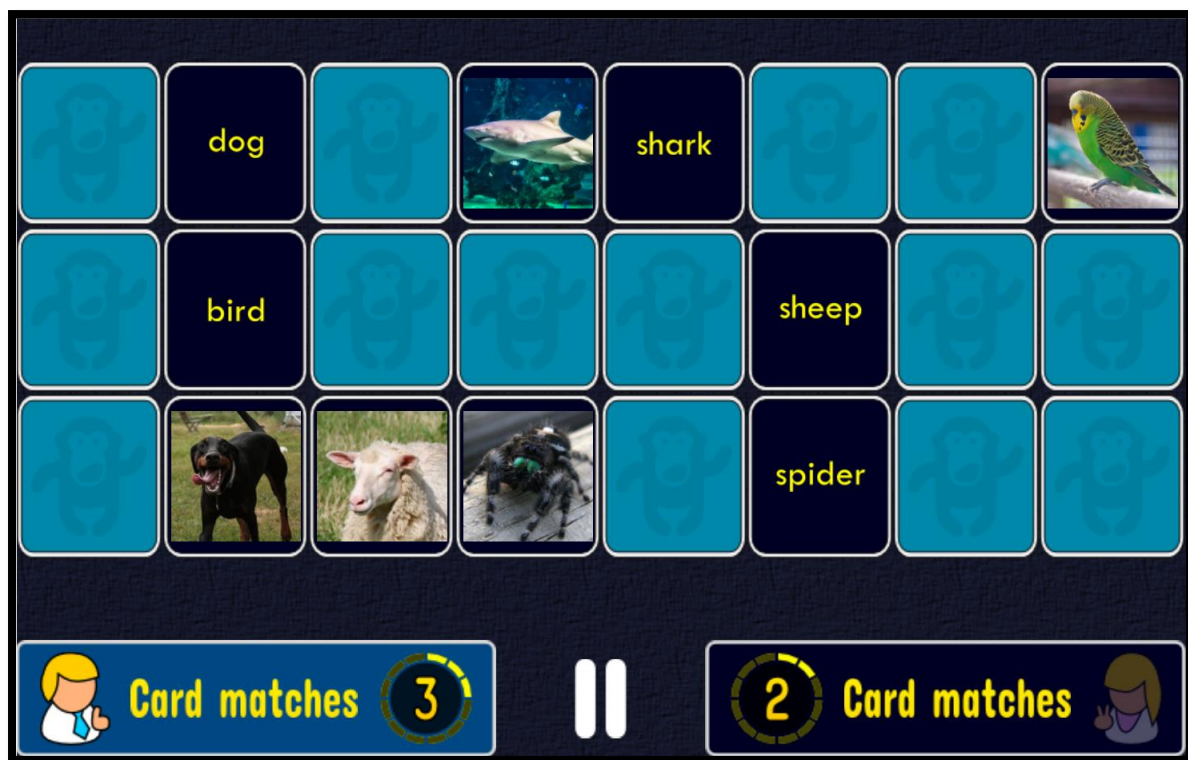 dog
shark
bird
sheep
spider
Card matches 3
2 Card matches